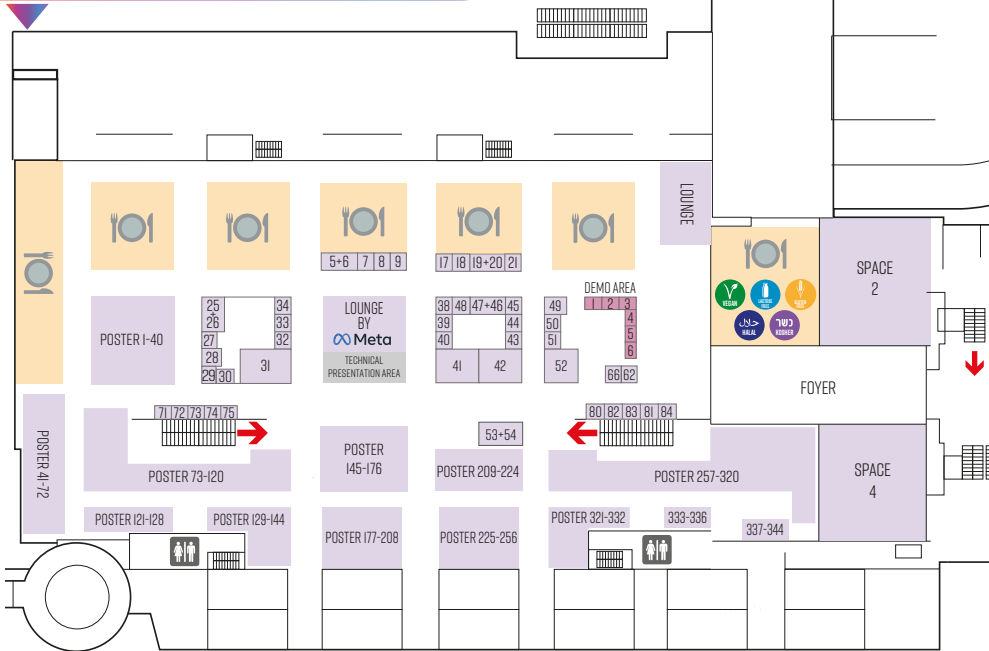 LOUNGE
5+6 7 8 9
17 18 19+20 21
SPACE
2
VEGAN
LACTOSE
FREE
GLUTEN
FREE
حلال
HALAL
כשר
KOSHER
DEMO AREA
1 2 3
4
5
6
POSTER 1-40
25
+
26
27
28
29 30
31
34
33
32
LOUNGE
BY
Meta
TECHNICAL
PRESENTATION AREA
38 48 47+46 45
39 44
40 43
41 42
49
50
51
52
66 62
FOYER
POSTER 41-72
71 72 73 74 75
80 82 83 81 84
POSTER 73-120
POSTER
145-176
53+54
POSTER 209-224
POSTER 257-320
SPACE
4
POSTER 121-128
POSTER 129-144
POSTER 177-208
POSTER 225-256
POSTER 321-332
333-336
337-344